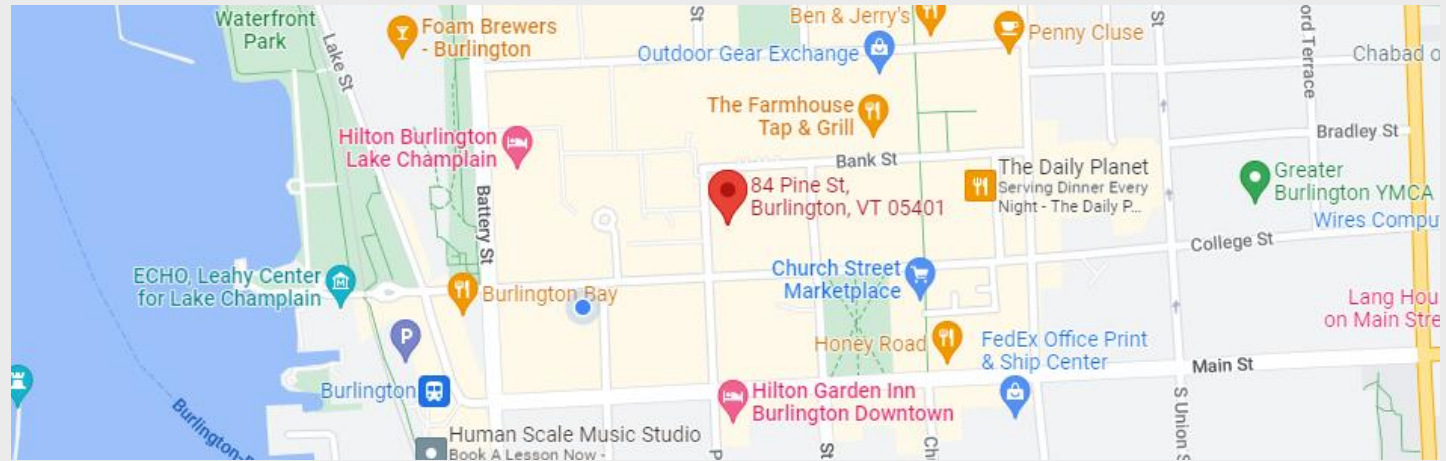 Waterfront
Park
Lake St
Foam Brewers
- Burlington
St
Ben & Jerry's
Outdoor Gear Exchange
Penny Cluse
St
ord Terrace
Chabad o
The Farmhouse
Tap & Grill
Hilton Burlington
Lake Champlain
Bank St
Bradley St
84 Pine St,
Burlington, VT 05401
The Daily Planet
Serving Dinner Every
Night - The Daily P...
Greater
Burlington YMCA
Wires Compu
Battery St
College St
ECHO, Leahy Center
for Lake Champlain
Burlington Bay
Church Street
Marketplace
Lang Hou
on Main Stre
P
Honey Road
FedEx Office Print
& Ship Center
Main St
Burlington
Hilton Garden Inn
Burlington Downtown
S Union S
Burlington-
Human Scale Music Studio
Book A Lesson Now -
P
St
Ch